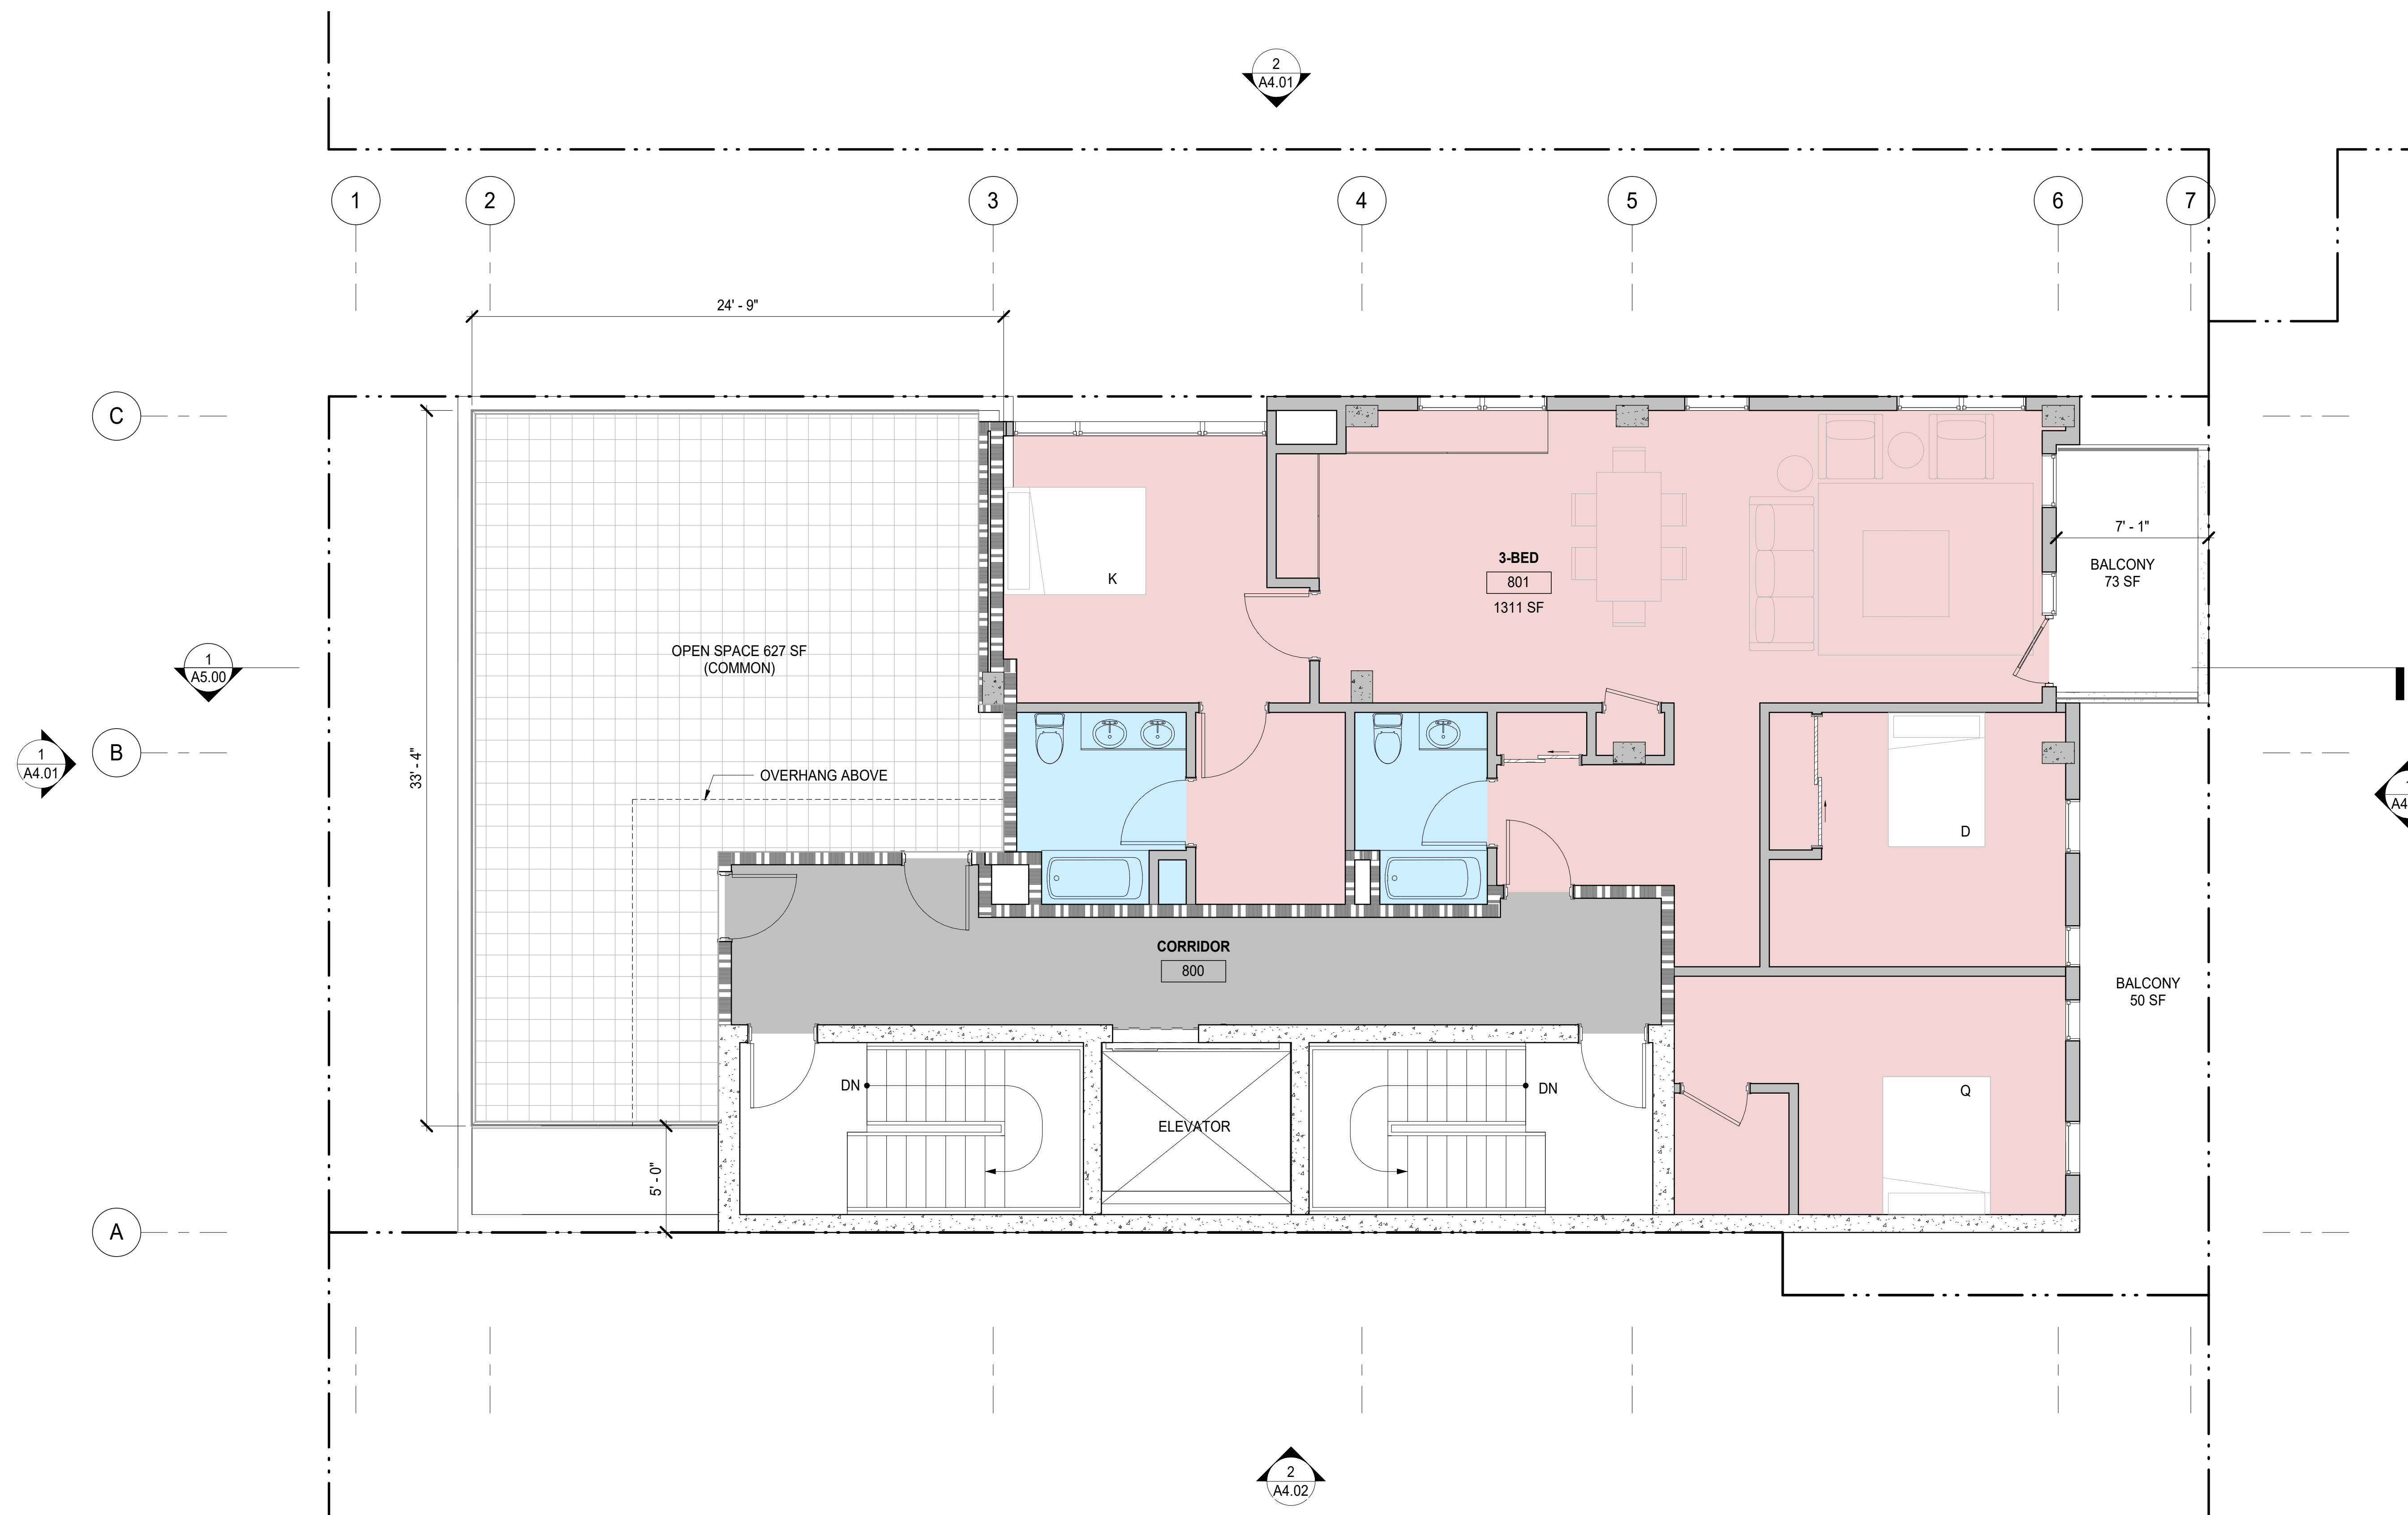 2
A4.01
1
2
3
4
5
6
7
24' - 9"
C
K
3-BED
801
1311 SF
7' - 1"
BALCONY
73 SF
OPEN SPACE 627 SF
(COMMON)
1
A5.00
33' - 4"
B
1
A4.01
OVERHANG ABOVE
D
CORRIDOR
800
BALCONY
50 SF
DN
DN
Q
ELEVATOR
5' - 0"
A
2
A4.02